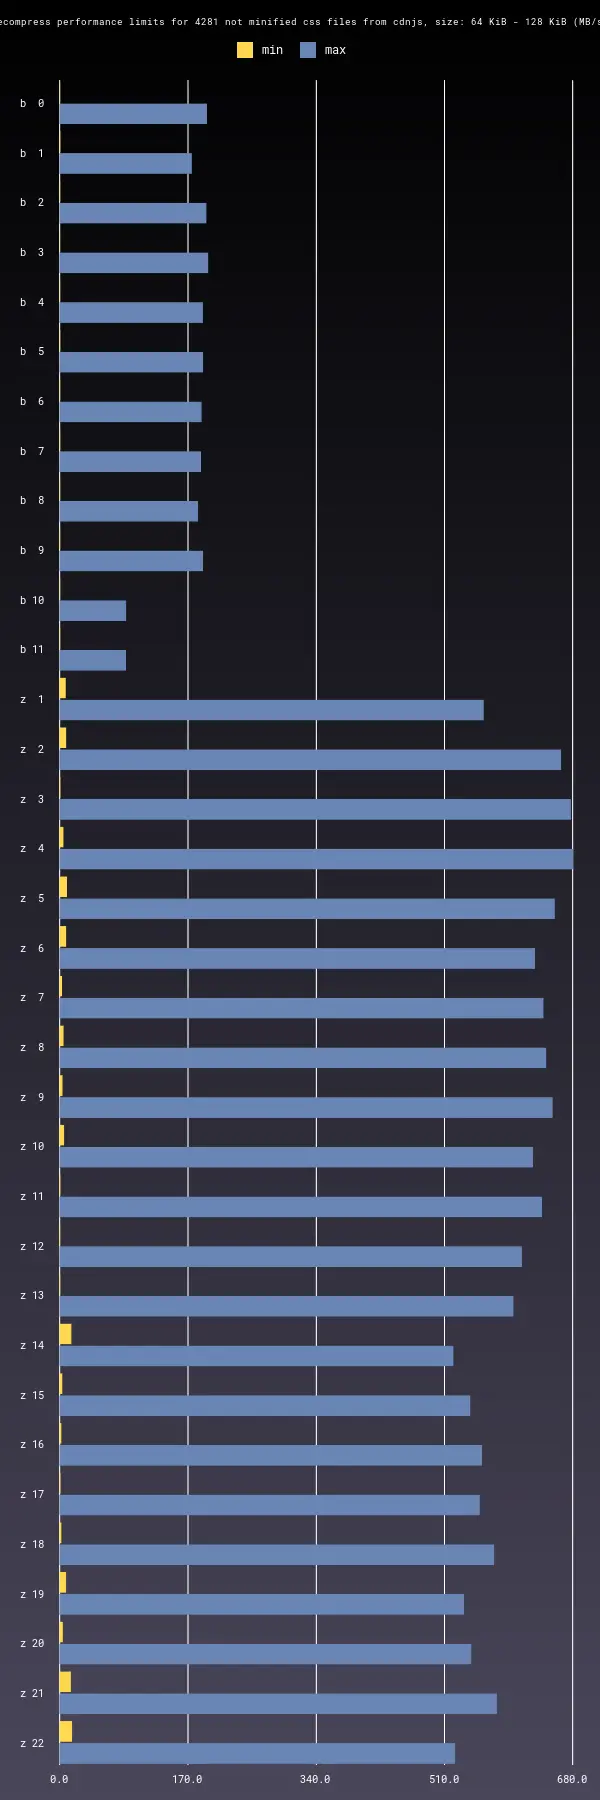 performance limits for 4281 not minified css files from cdnjs, size: 64 KiB - 128 KiB
min max
b 0
b 1
b 2
b 3
b 4
b 5
b 6
b 7
b 8
b 9
b 10
b 11
z 1
z 2
z 3
z 4
z 5
z 6
z 7
z 8
z 9
z 10
z 11
z 12
z 13
z 14
z 15
z 16
z 17
z 18
z 19
z 20
z 21
z 22
0.0 170.0 340.0 510.0 680.0